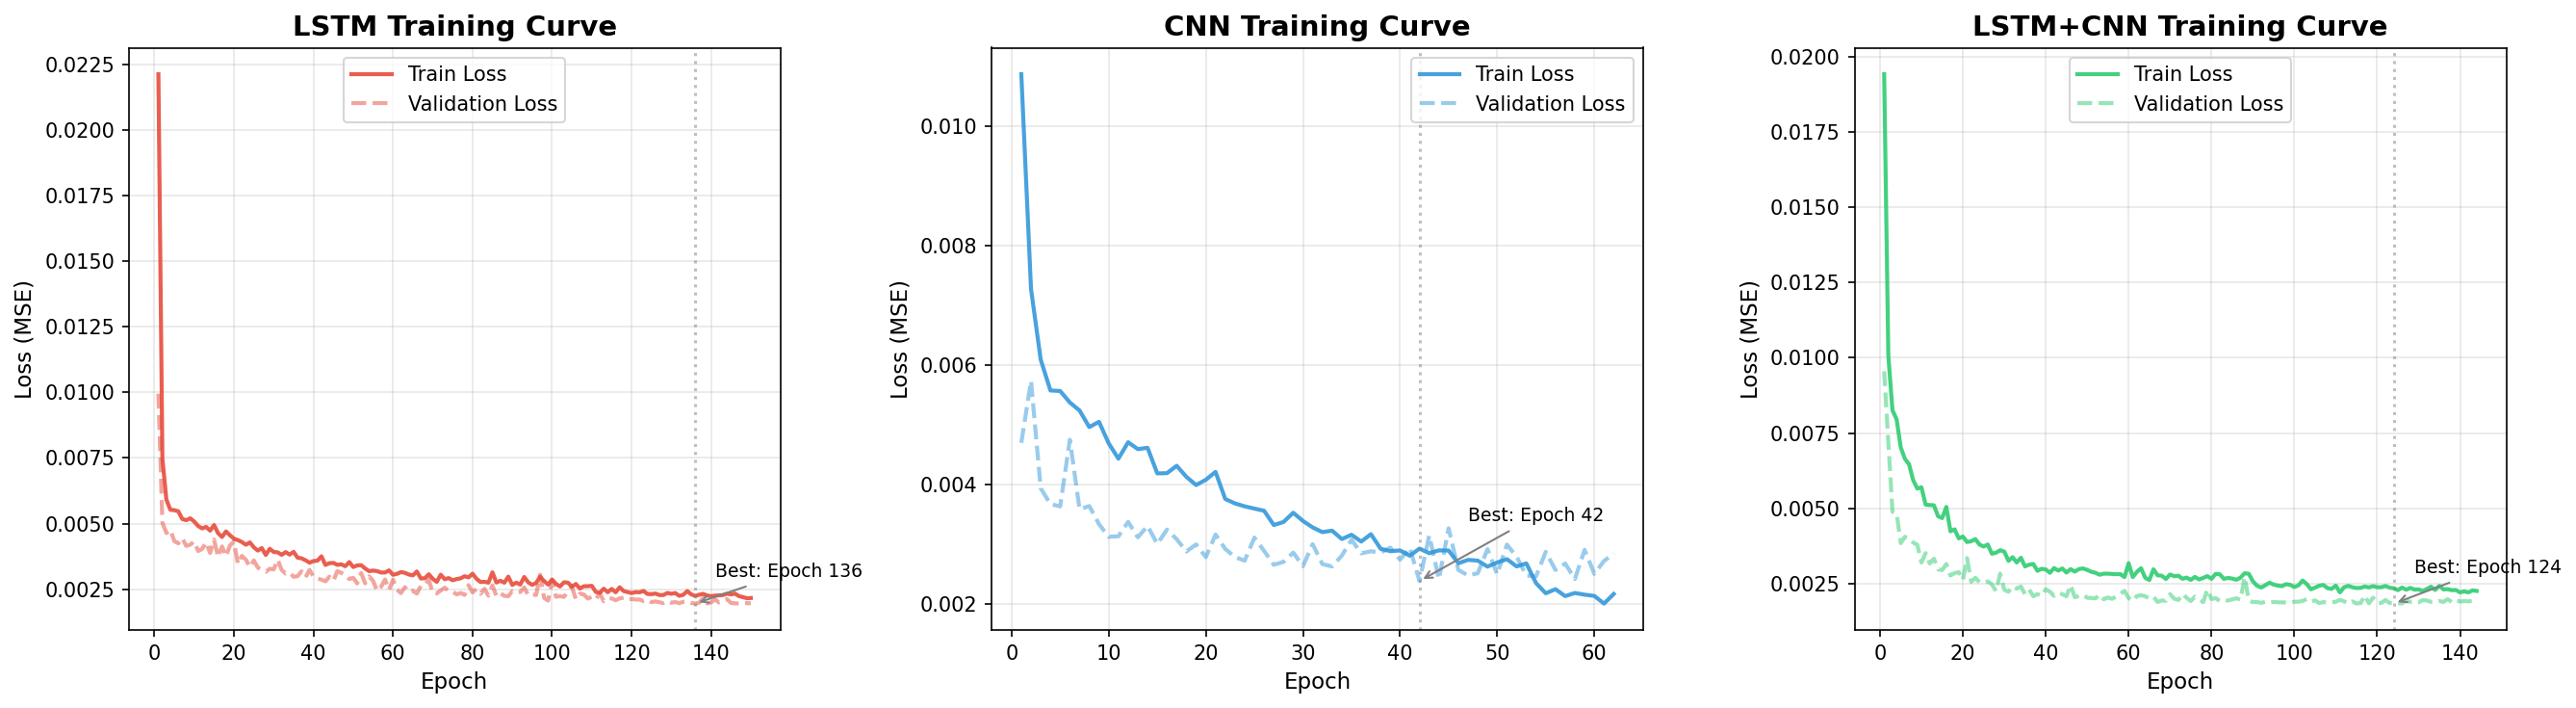 LSTM Training Curve
Train Loss
Validation Loss
0.0225
0.0200
0.0175
0.0150
0.0125
0.0100
0.0075
0.0050
0.0025
Loss (MSE)
Best: Epoch 136
0 20 40 60 80 100 120 140
Epoch
CNN Training Curve
Train Loss
Validation Loss
0.010
0.008
0.006
0.004
0.002
Loss (MSE)
Best: Epoch 42
0 10 20 30 40 50 60
Epoch
LSTM+CNN Training Curve
Train Loss
Validation Loss
0.0200
0.0175
0.0150
0.0125
0.0100
0.0075
0.0050
0.0025
Loss (MSE)
Best: Epoch 124
0 20 40 60 80 100 120 140
Epoch